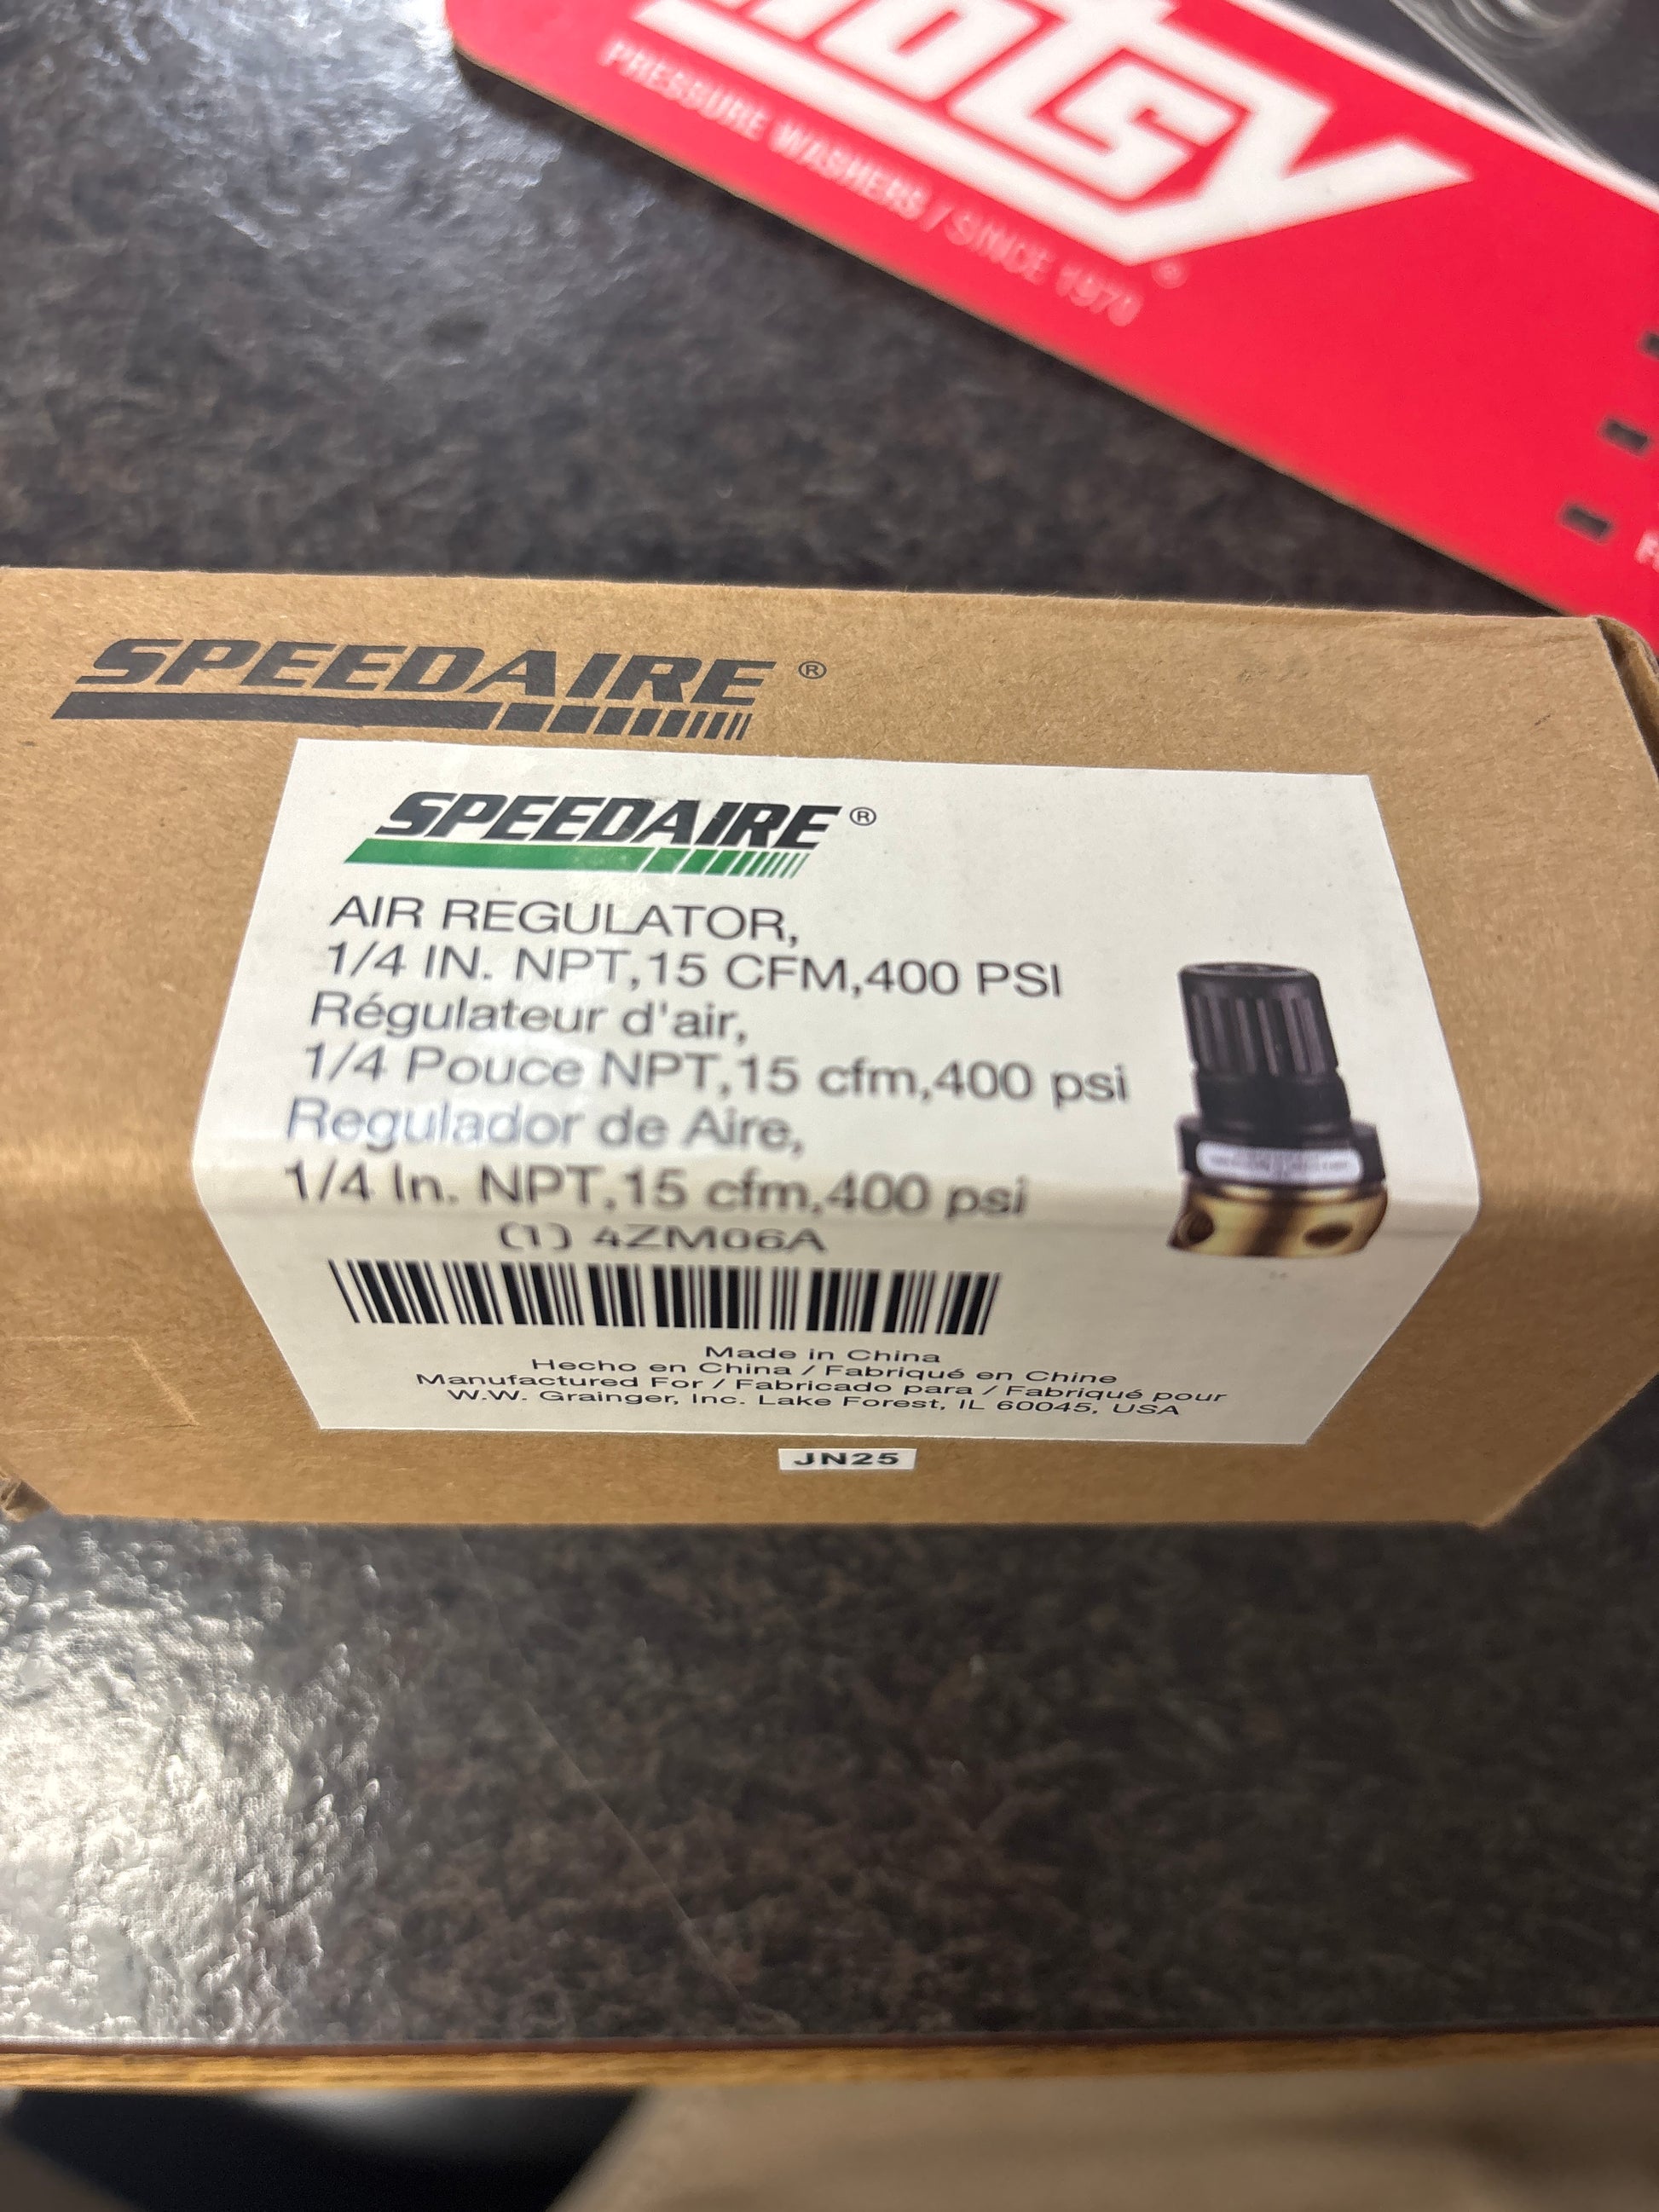 PRESSURE WASHERS / SINCE 1970
SPEEDAIRE®
SPEEDAIRE®
AIR REGULATOR,
1/4 IN. NPT,15 CFM,400 PSI
Régulateur d'air,
1/4 Pouce NPT,15 cfm,400 psi
Regulador de Aire,
1/4 In. NPT,15 cfm,400 psi
(1) 4ZM06A
Made in China
Hecho en China / Fabriqué en Chine
Manufactured For / Fabricado para / Fabriqué pour
W.W. Grainger, Inc. Lake Forest, IL 60045, USA
JN25